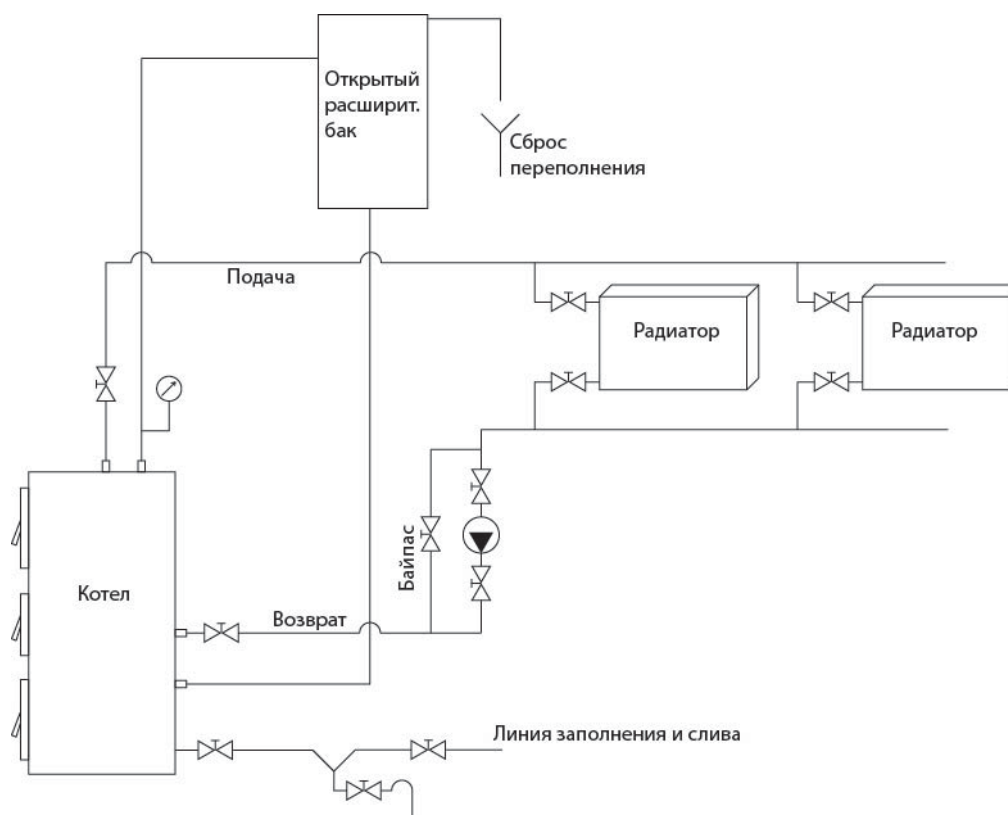 Открытый
расширит.
бак
Сброс
переполнения
Подача
Радиатор
Радиатор
Байпас
Котел
Возврат
Линия заполнения и слива